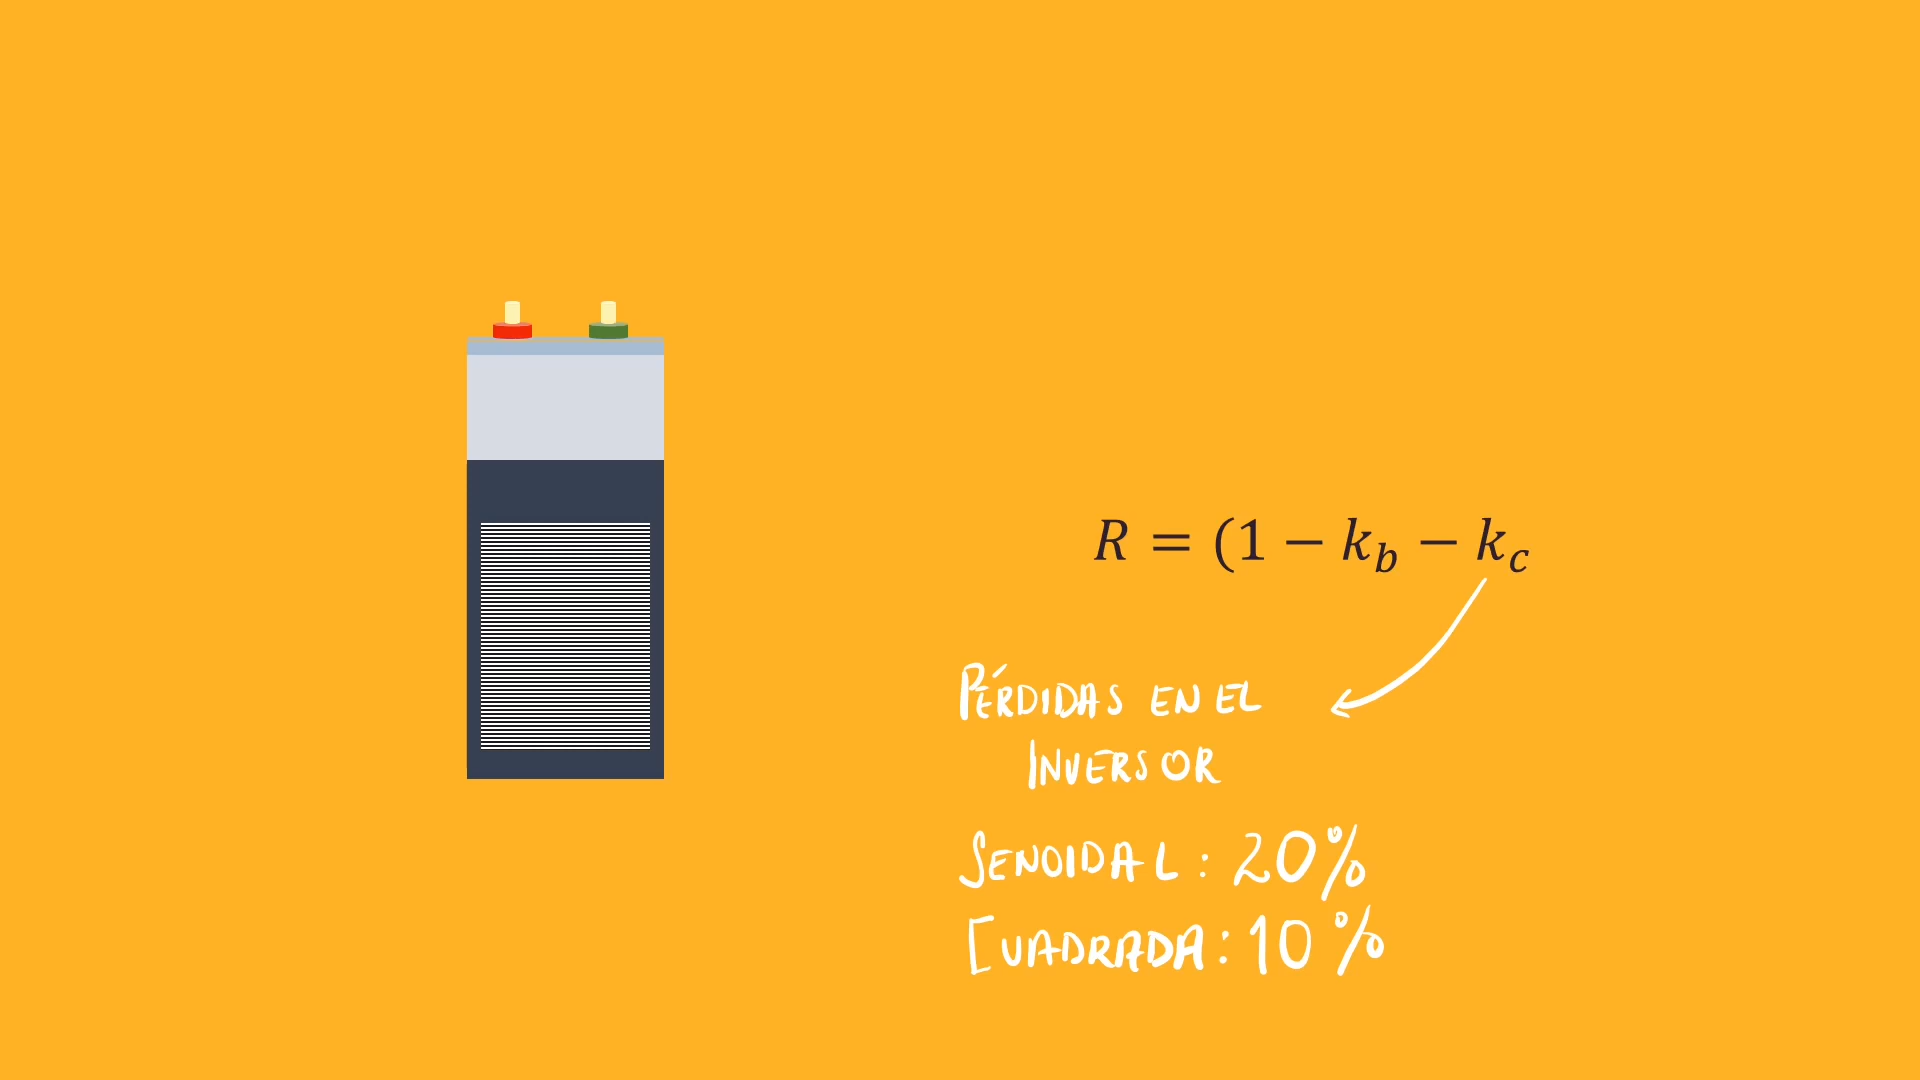 R = (1 − k_b − k_c
PÉRDIDAS EN EL
INVERSOR
SENOIDAL : 20%
CUADRADA : 10%